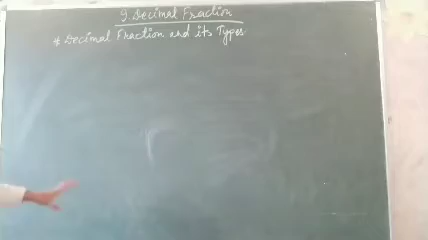 9. Decimal Fraction
* Decimal Fraction and its Types